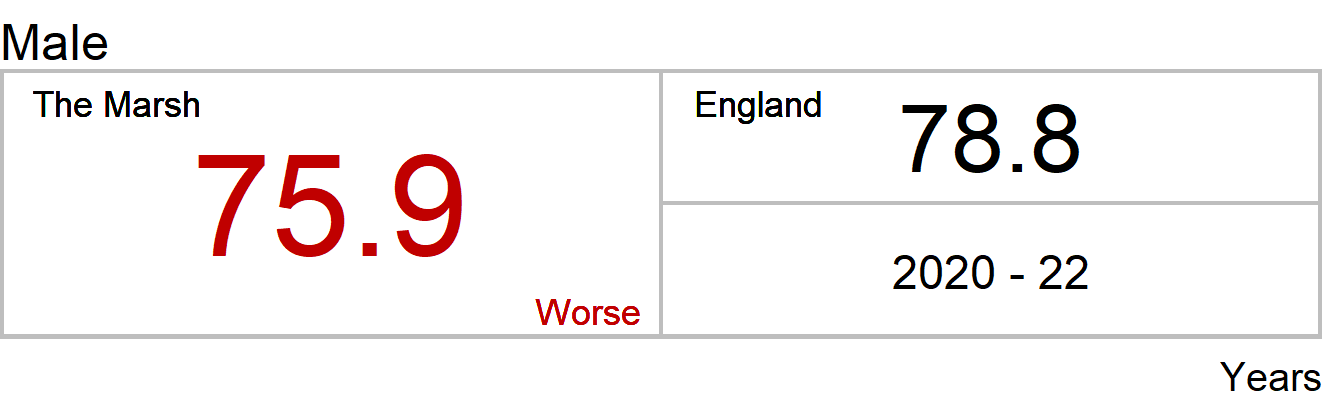 Male
The Marsh
75.9
Worse
England
78.8
2020 - 22
Years